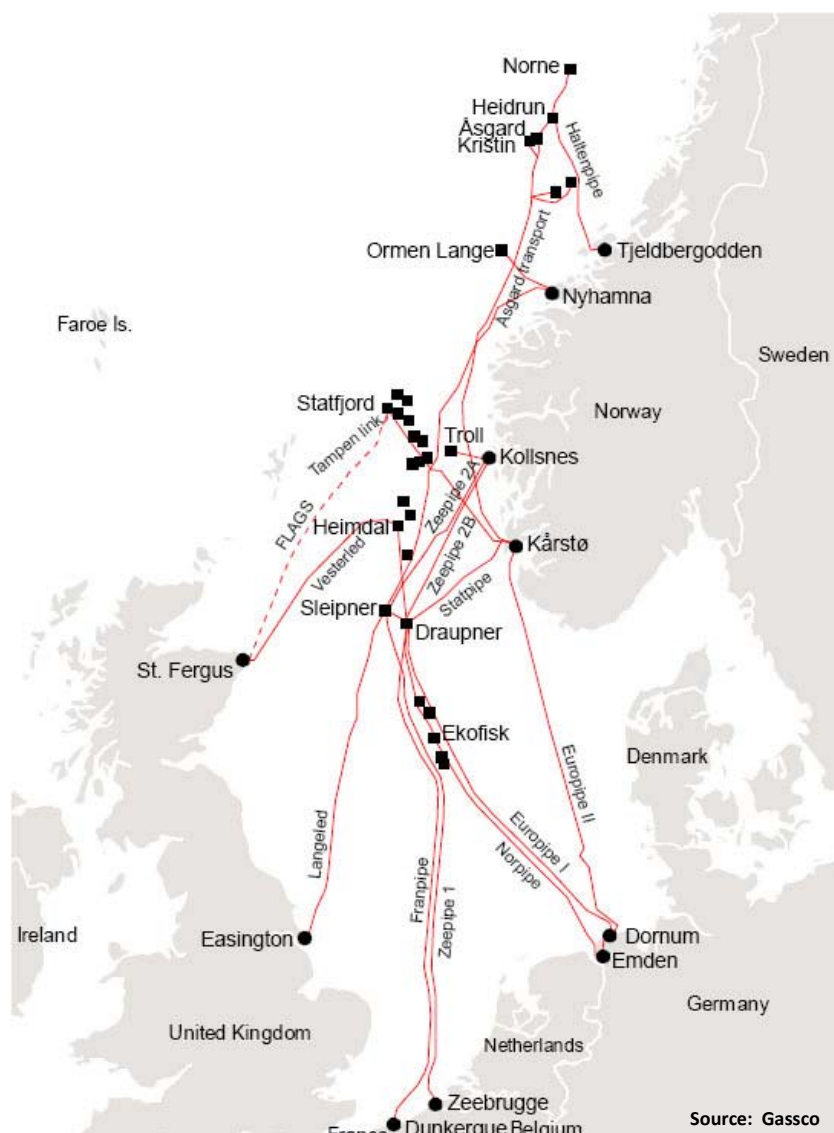 Norne
Heidrun
Åsgard
Kristin
Haltenpipe
Ormen Lange
Åsgard transport
Tjeldbergodden
Nyhamna
Faroe Is.
Sweden
Statfjord
Norway
Tampen link
Troll
Kollsnes
Zeepipe 2A
FLAGS
Heimdal
Vesterled
Zeepipe 2B
Kårstø
Statpipe
Sleipner
Draupner
St. Fergus
Ekofisk
Denmark
Europipe II
Langeled
Franpipe
Zeepipe 1
Europipe I
Norpipe
Ireland
Easington
Dornum
Emden
United Kingdom
Netherlands
Germany
Zeebrugge
France
Dunkerque Belgium
Source: Gassco